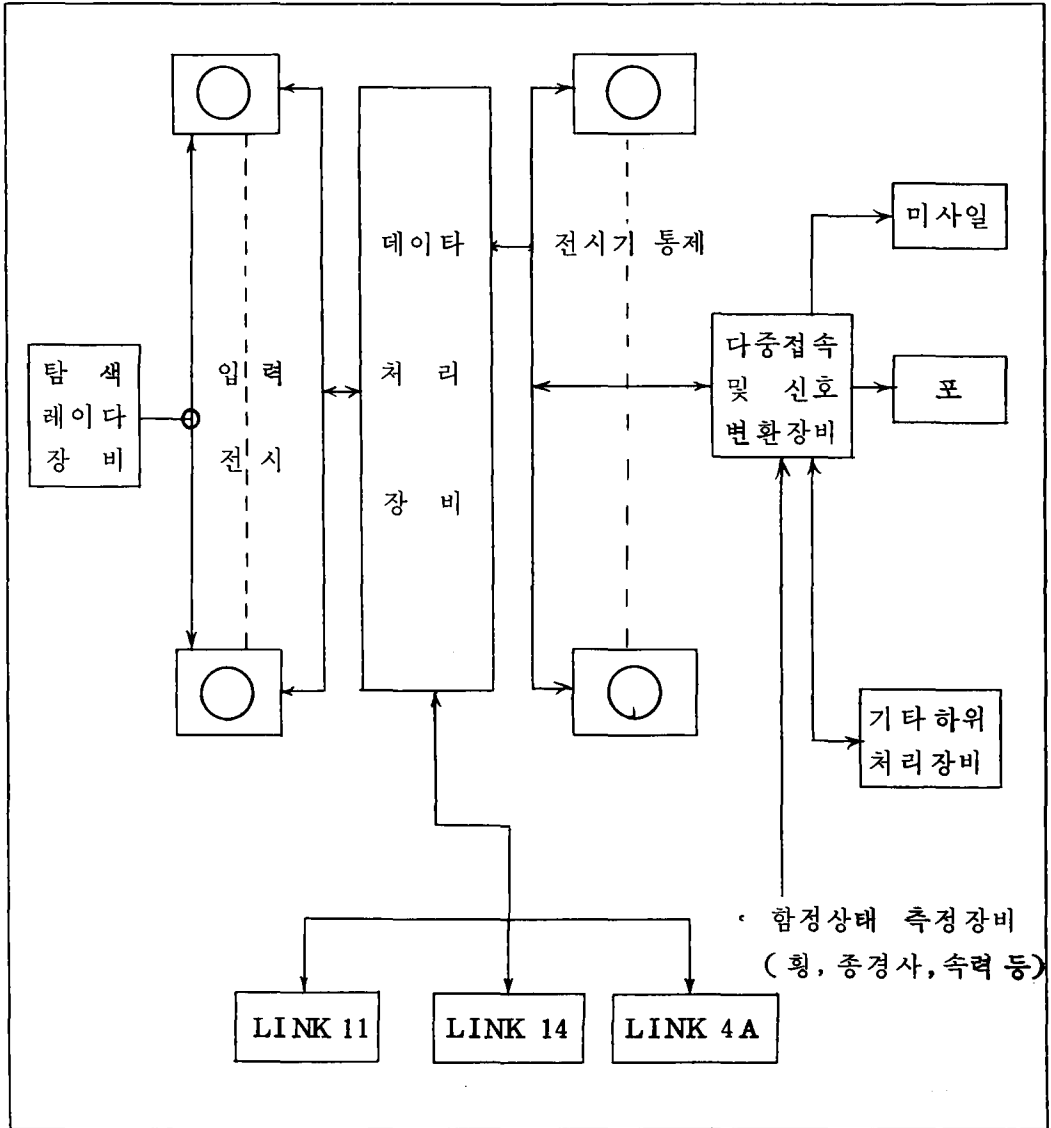 탐 색
레이다
장 비
입 력
전 시
데이타
처 리
장 비
전시기 통제
다중접속
및 신호
변환장비
미사일
포
기타하위
처리장비
함정상태 측정장비
(횡, 종경사, 속력 등)
LINK 11
LINK 14
LINK 4A